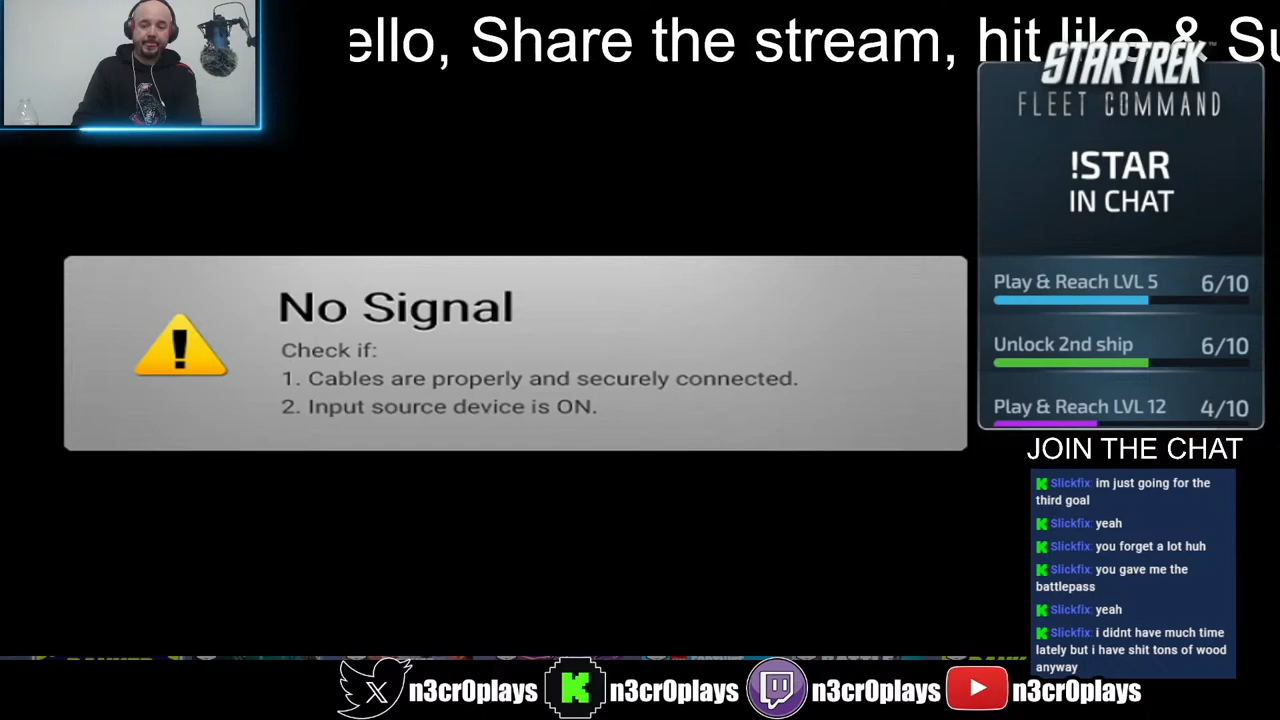 ello, Share the stream, hit like & Su
STAR TREK
FLEET COMMAND
!STAR
IN CHAT
Play & Reach LVL 5 6/10
Unlock 2nd ship 6/10
Play & Reach LVL 12 4/10
No Signal
Check if:
1. Cables are properly and securely connected.
2. Input source device is ON.
JOIN THE CHAT
Slickfix: im just going for the
third goal
Slickfix: yeah
Slickfix: you forget a lot huh
Slickfix: you gave me the
battlepass
Slickfix: yeah
Slickfix: i didnt have much time
lately but i have shit tons of wood
anyway
n3cr0plays n3cr0plays n3cr0plays n3cr0plays